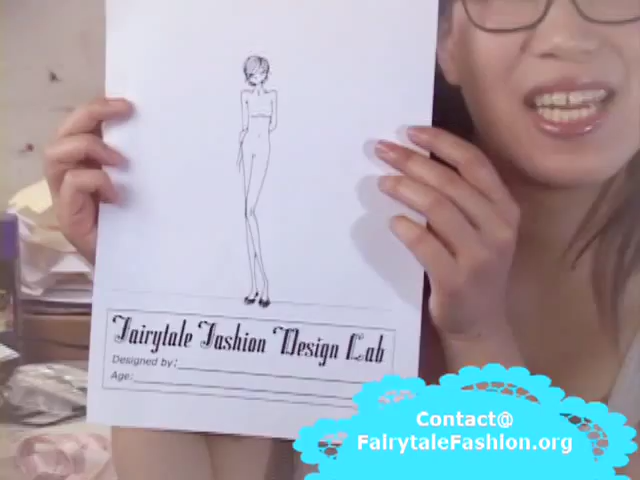 Fairytale Fashion Design Lab
Designed by:
Age:
Contact@
FairytaleFashIon.org